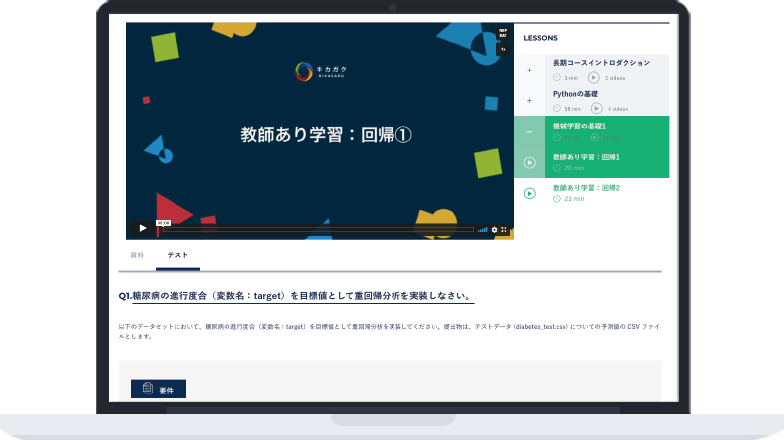 REPEAT
1x
キカガク
KIKAGAKU
教師あり学習：回帰①
00:00
LESSONS
長期コースイントロダクション
5 min
1 videos
Pythonの基礎
58 min
4 videos
機械学習の基礎1
教師あり学習：回帰1
20 min
教師あり学習：回帰2
23 min
資料
テスト
Q1.糖尿病の進行度合（変数名：target）を目標値として重回帰分析を実装しなさい。
以下のデータセットにおいて、糖尿病の進行度合（変数名：target）を目標値として重回帰分析を実装してください。提出物は、テストデータ (diabetes_test.csv) についての予測値の CSV ファイ
ルとします。
要件